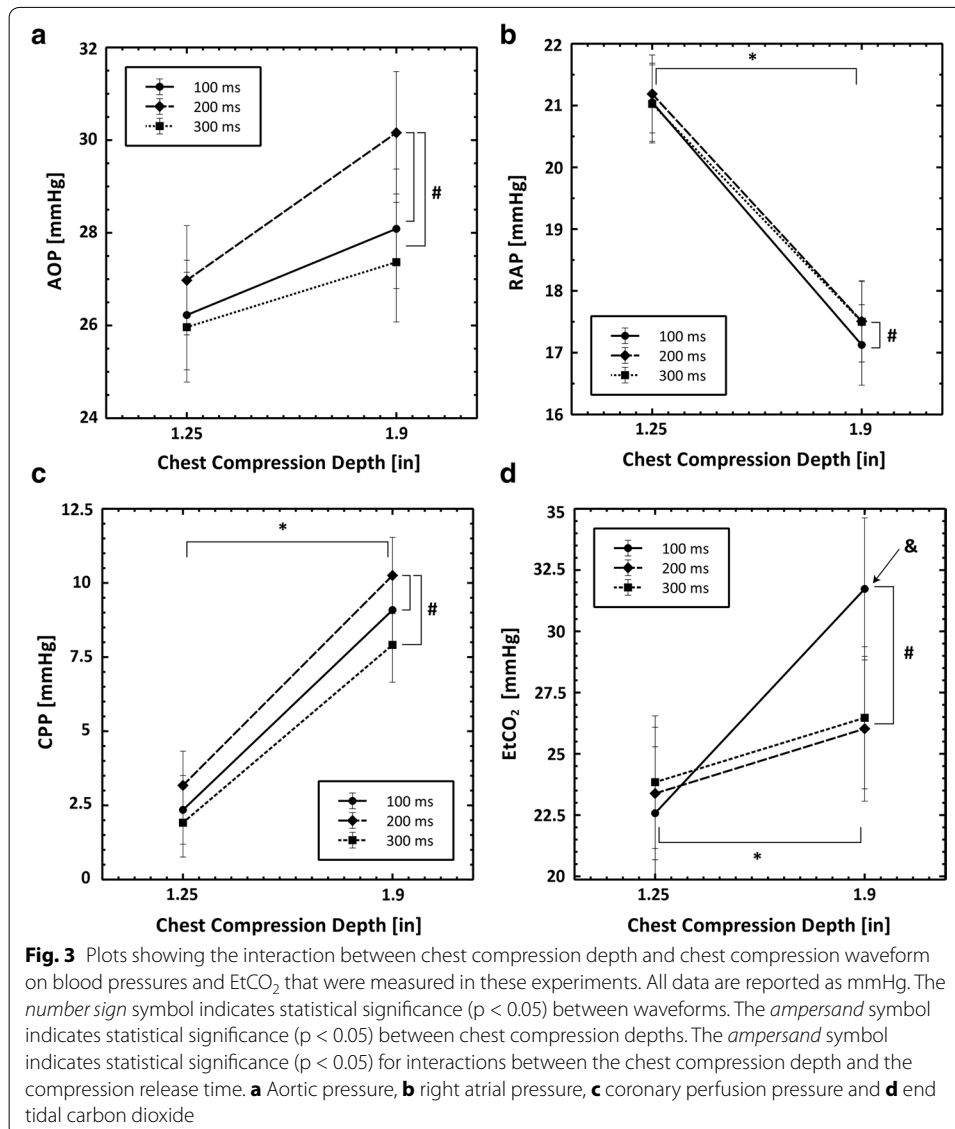 a
32
30
28
26
24
AOP [mmHg]
100 ms
200 ms
300 ms
#
1.25
1.9
Chest Compression Depth [in]
b
22
21
20
19
18
17
16
RAP [mmHg]
*
#
100 ms
200 ms
300 ms
1.25
1.9
Chest Compression Depth [in]
c
12.5
10
7.5
5
2.5
0
CPP [mmHg]
*
#
100 ms
200 ms
300 ms
1.25
1.9
Chest Compression Depth [in]
d
35
32.5
30
27.5
25
22.5
20
EtCO₂ [mmHg]
100 ms
200 ms
300 ms
&
#
*
1.25
1.9
Chest Compression Depth [in]
Fig. 3 Plots showing the interaction between chest compression depth and chest compression waveform
on blood pressures and EtCO₂ that were measured in these experiments. All data are reported as mmHg. The
number sign symbol indicates statistical significance (p < 0.05) between waveforms. The ampersand symbol
indicates statistical significance (p < 0.05) between chest compression depths. The ampersand symbol
indicates statistical significance (p < 0.05) for interactions between the chest compression depth and the
compression release time. a Aortic pressure, b right atrial pressure, c coronary perfusion pressure and d end
tidal carbon dioxide